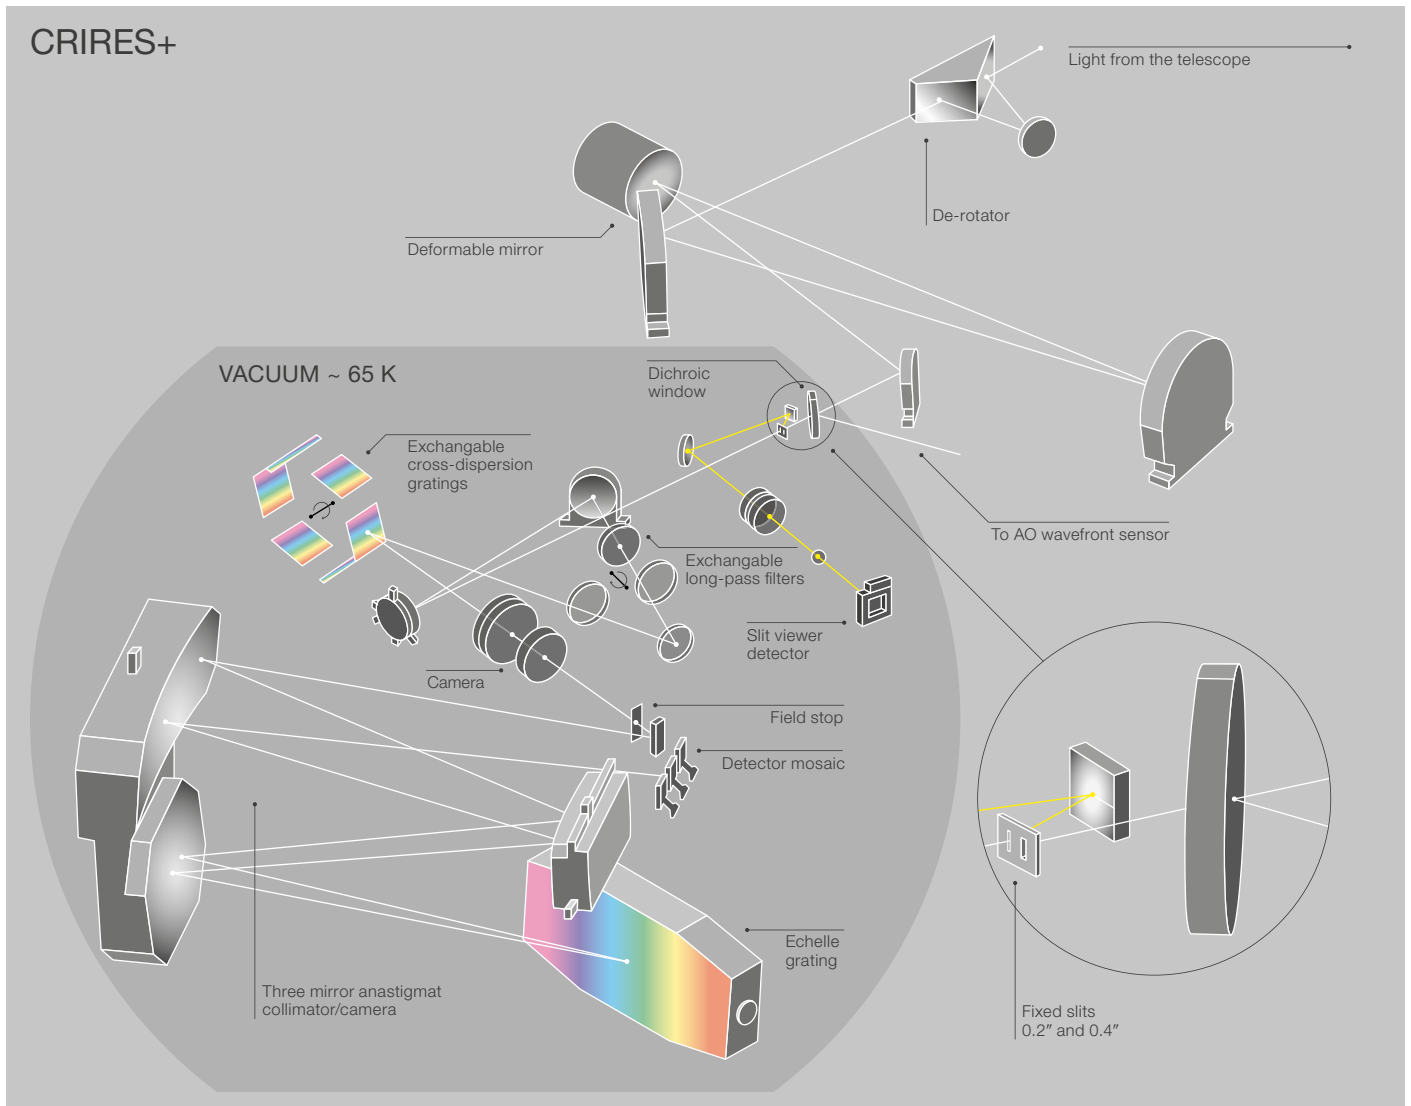 CRIRES+
Light from the telescope
De-rotator
Deformable mirror
VACUUM ~ 65 K
Dichroic
window
Exchangable
cross-dispersion
gratings
To AO wavefront sensor
Exchangable
long-pass filters
Slit viewer
detector
Camera
Field stop
Detector mosaic
Echelle
grating
Three mirror anastigmat
collimator/camera
Fixed slits
0.2″ and 0.4″